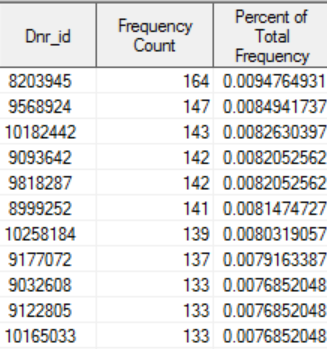 Dnr_id Frequency Count Percent of Total Frequency
8203945 164 0.0094764931
9568924 147 0.0084941737
10182442 143 0.0082630397
9093642 142 0.0082052562
9818287 142 0.0082052562
8999252 141 0.0081474727
10258184 139 0.0080319057
9177072 137 0.0079163387
9032608 133 0.0076852048
9122805 133 0.0076852048
10165033 133 0.0076852048